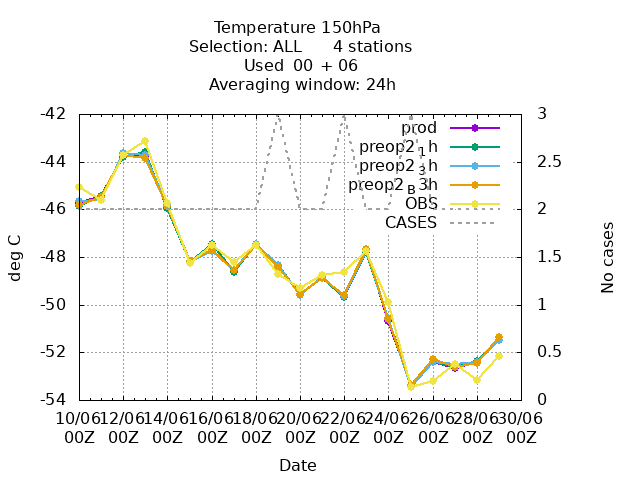 Temperature 150hPa
Selection: ALL 4 stations
Used 00 + 06
Averaging window: 24h
-42 3
prod
preop2_1h
-44 2.5
preop2_3h
preop2_B3h
-46 OBS 2
CASES
-48 1.5
deg C
No cases
-50 1
-52 0.5
-54 0
10/06 12/06 14/06 16/06 18/06 20/06 22/06 24/06 26/06 28/06 30/06
00Z 00Z 00Z 00Z 00Z 00Z 00Z 00Z 00Z 00Z 00Z
Date